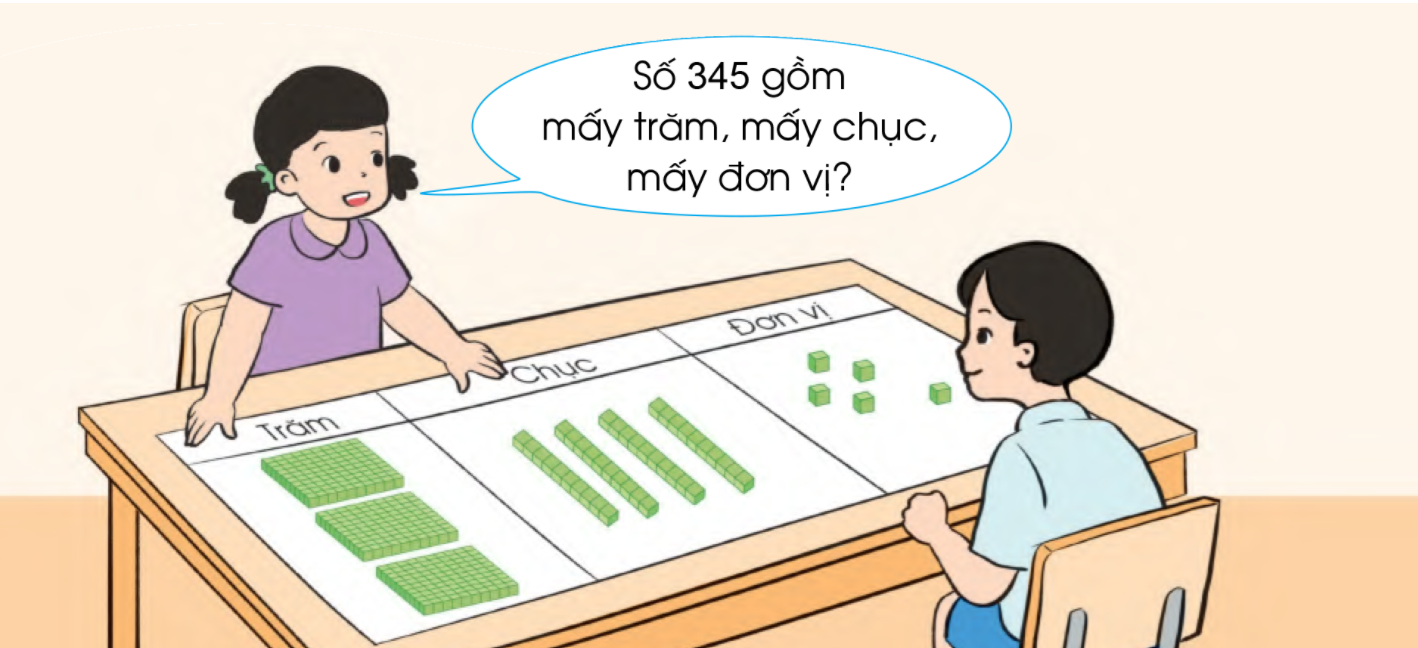 Số 345 gồm
mấy trăm, mấy chục,
mấy đơn vị?
Trăm
Chục
Đơn vị